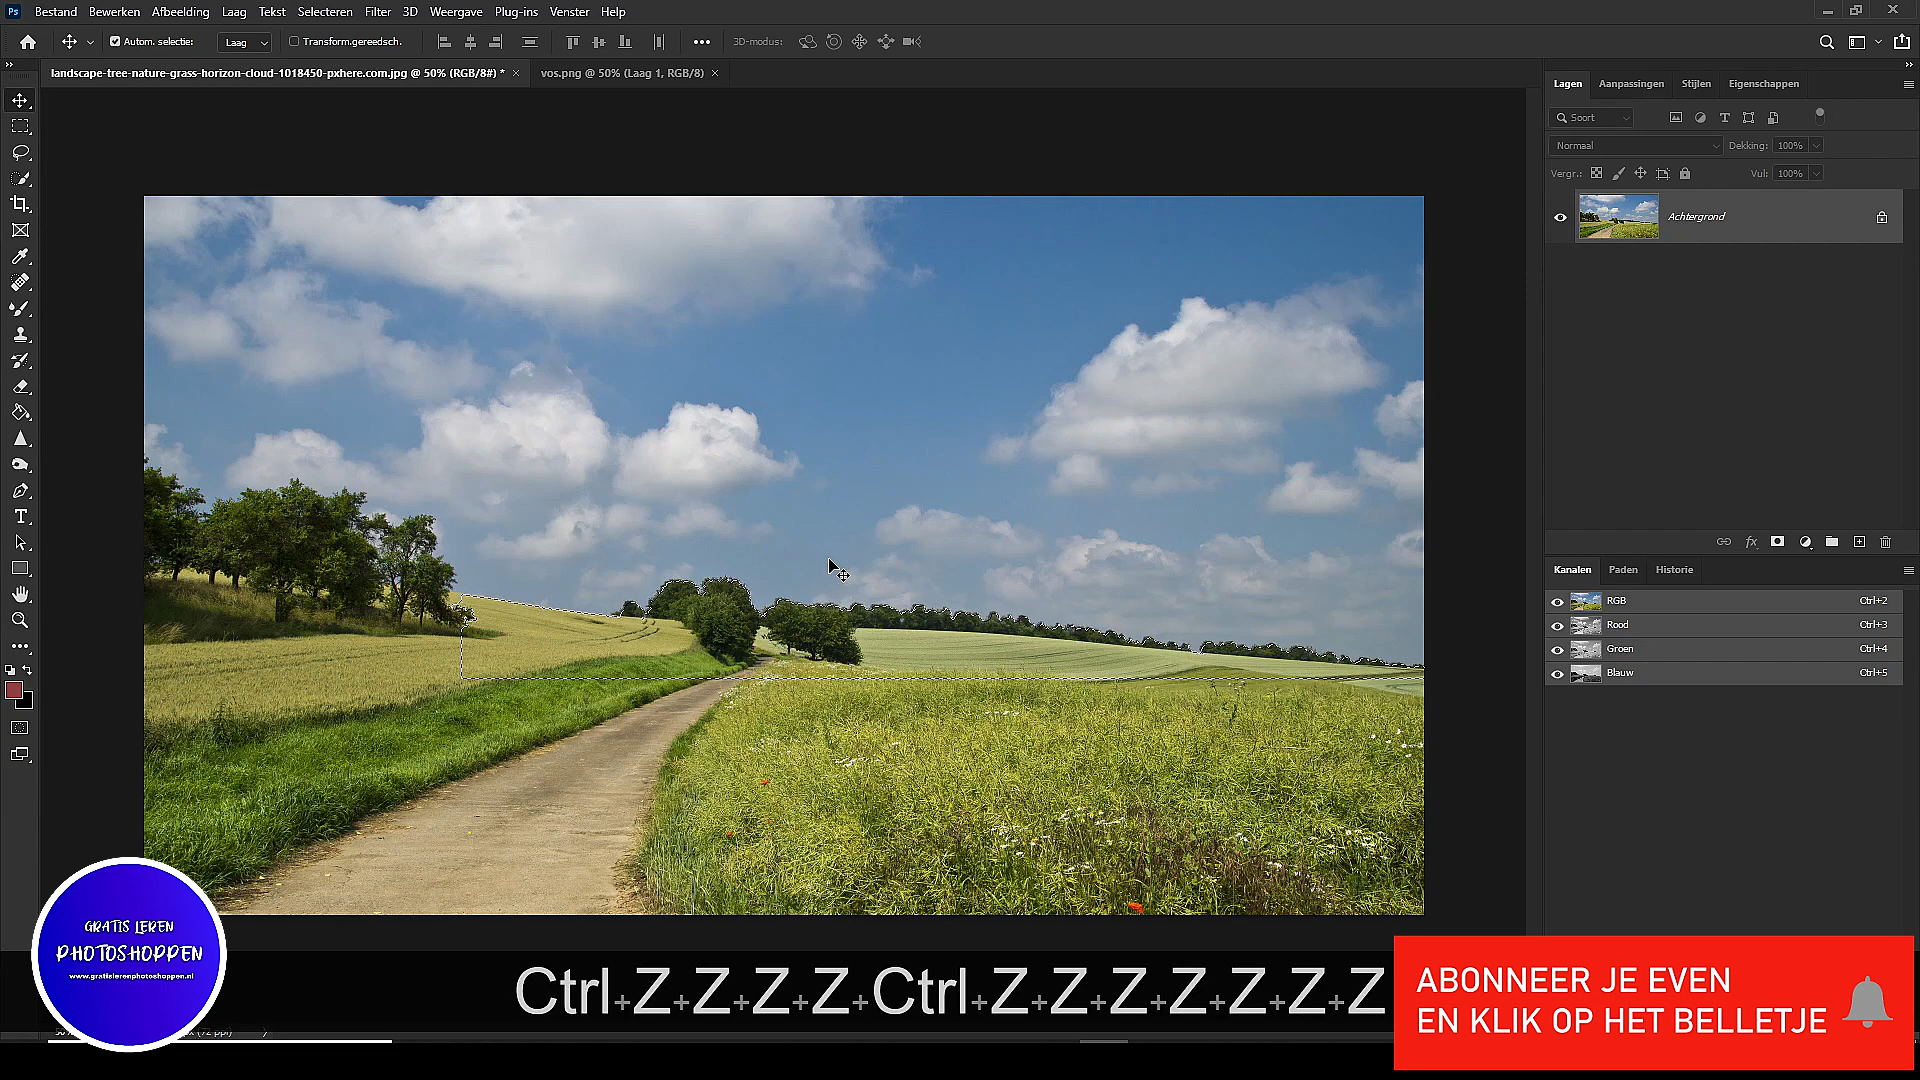 Ps Bestand Bewerken Afbeelding Laag Tekst Selecteren Filter 3D Weergave Plug-ins Venster Help
Autom. selectie: Laag Transform.gereedsch. 3D-modus:
landscape-tree-nature-grass-horizon-cloud-1018450-pxhere.com.jpg @ 50% (RGB/8#) * vos.png @ 50% (Laag 1, RGB/8)
Lagen Aanpassingen Stijlen Eigenschappen
Soort
Normaal Dekking: 100%
Vergr.: Vul: 100%
Achtergrond
Kanalen Paden Historie
RGB Ctrl+2
Rood Ctrl+3
Groen Ctrl+4
Blauw Ctrl+5
GRATIS LEREN
PHOTOSHOPPEN
www.gratislerenphotoshoppen.nl
Ctrl+Z+Z+Z+Z+Ctrl+Z+Z+Z+Z+Z+Z+Z
ABONNEER JE EVEN
EN KLIK OP HET BELLETJE